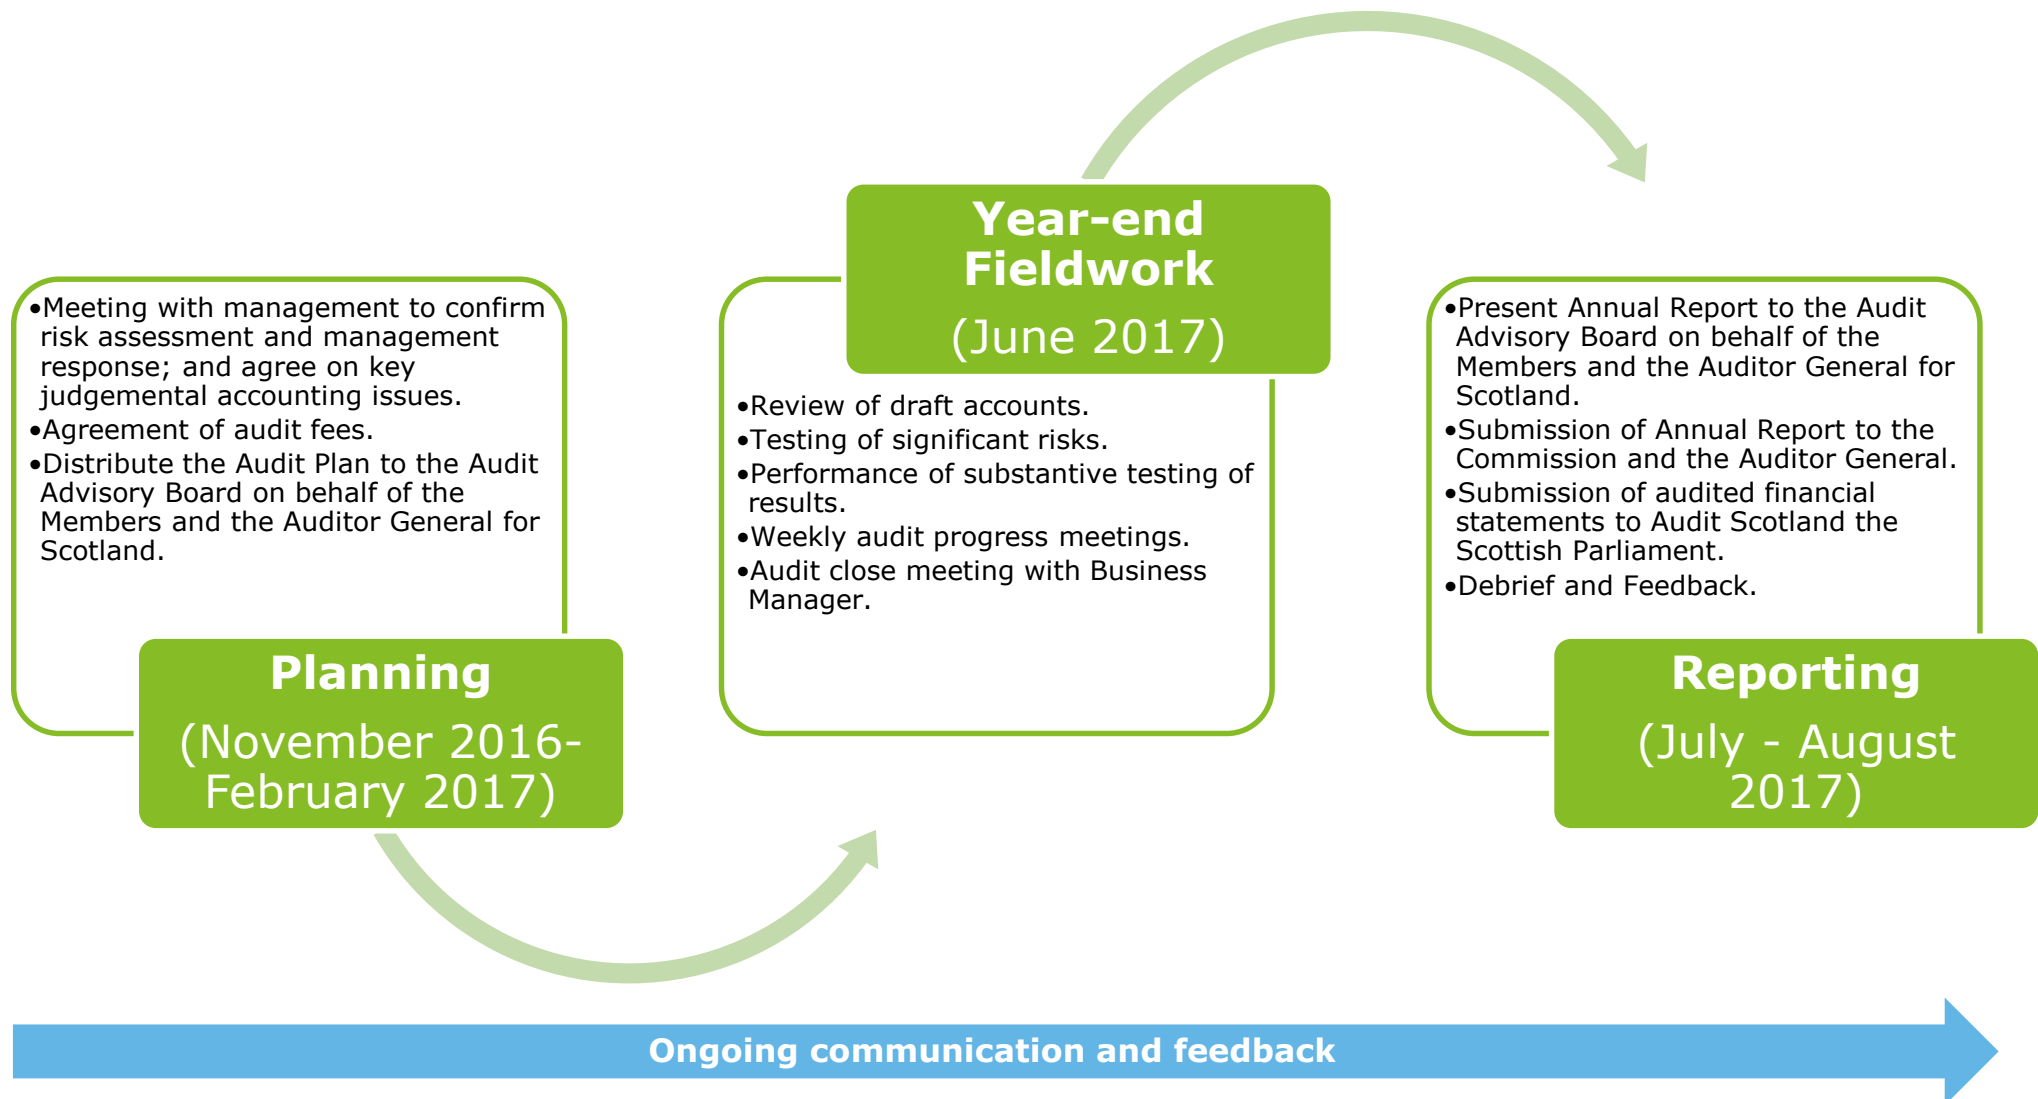 •Meeting with management to confirm
risk assessment and management
response; and agree on key
judgemental accounting issues.
•Agreement of audit fees.
•Distribute the Audit Plan to the Audit
Advisory Board on behalf of the
Members and the Auditor General for
Scotland.
Planning
(November 2016-
February 2017)
Year-end
Fieldwork
(June 2017)
•Review of draft accounts.
•Testing of significant risks.
•Performance of substantive testing of
results.
•Weekly audit progress meetings.
•Audit close meeting with Business
Manager.
•Present Annual Report to the Audit
Advisory Board on behalf of the
Members and the Auditor General for
Scotland.
•Submission of Annual Report to the
Commission and the Auditor General.
•Submission of audited financial
statements to Audit Scotland the
Scottish Parliament.
•Debrief and Feedback.
Reporting
(July - August
2017)
Ongoing communication and feedback